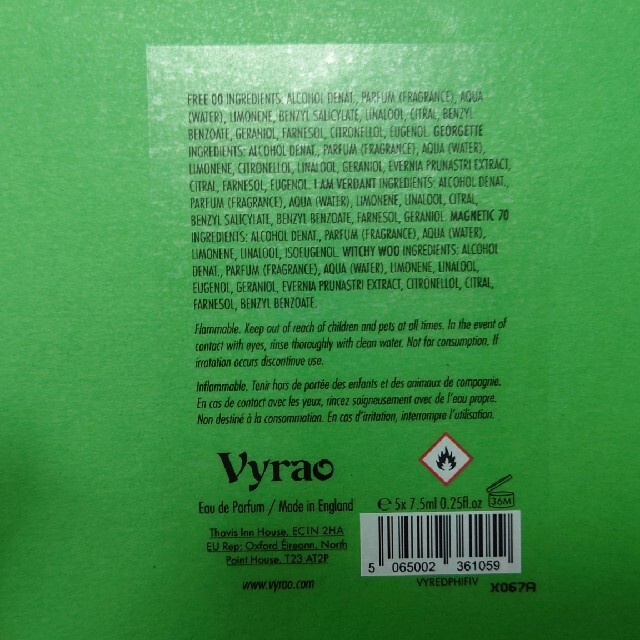 FREE 00 INGREDIENTS: ALCOHOL DENAT., PARFUM (FRAGRANCE), AQUA
(WATER), LIMONENE, BENZYL SALICYLATE, LINALOOL, CITRAL, BENZYL
BENZOATE, GERANIOL, FARNESOL, CITRONELLOL, EUGENOL. GEORGETTE
INGREDIENTS: ALCOHOL DENAT., PARFUM (FRAGRANCE), AQUA (WATER),
LIMONENE, CITRONELLOL, LINALOOL, GERANIOL, EVERNIA PRUNASTRI EXTRACT,
CITRAL, FARNESOL, EUGENOL. I AM VERDANT INGREDIENTS: ALCOHOL DENAT.,
PARFUM (FRAGRANCE), AQUA (WATER), LIMONENE, LINALOOL, CITRAL,
BENZYL SALICYLATE, BENZYL BENZOATE, FARNESOL, GERANIOL. MAGNETIC 70
INGREDIENTS: ALCOHOL DENAT., PARFUM (FRAGRANCE), AQUA (WATER),
LIMONENE, LINALOOL, ISOEUGENOL. WITCHY WOO INGREDIENTS: ALCOHOL
DENAT., PARFUM (FRAGRANCE), AQUA (WATER), LIMONENE, LINALOOL,
EUGENOL, GERANIOL, EVERNIA PRUNASTRI EXTRACT, CITRONELLOL, CITRAL,
FARNESOL, BENZYL BENZOATE.
Flammable. Keep out of reach of children and pets at all times. In the event of
contact with eyes, rinse thoroughly with clean water. Not for consumption. If
irratation occurs discontinue use.
Inflammable. Tenir hors de portée des enfants et des animaux de compagnie.
En cas de contact avec les yeux, rincez saigneusement avec de l'eau propre.
Non destiné à la consommation. En cas d'irritation, interrompre l'utilisation.
Vyrao
Eau de Parfum / Made in England
℮ 5x 7.5ml 0.25fl.oz 36M
Thavis Inn House, EC1N 2HA
EU Rep: Oxford Éireann, North
Point House, T23 AT2P
www.vyrao.com
5 065002 361059
VYREDPHIFIV
X067A